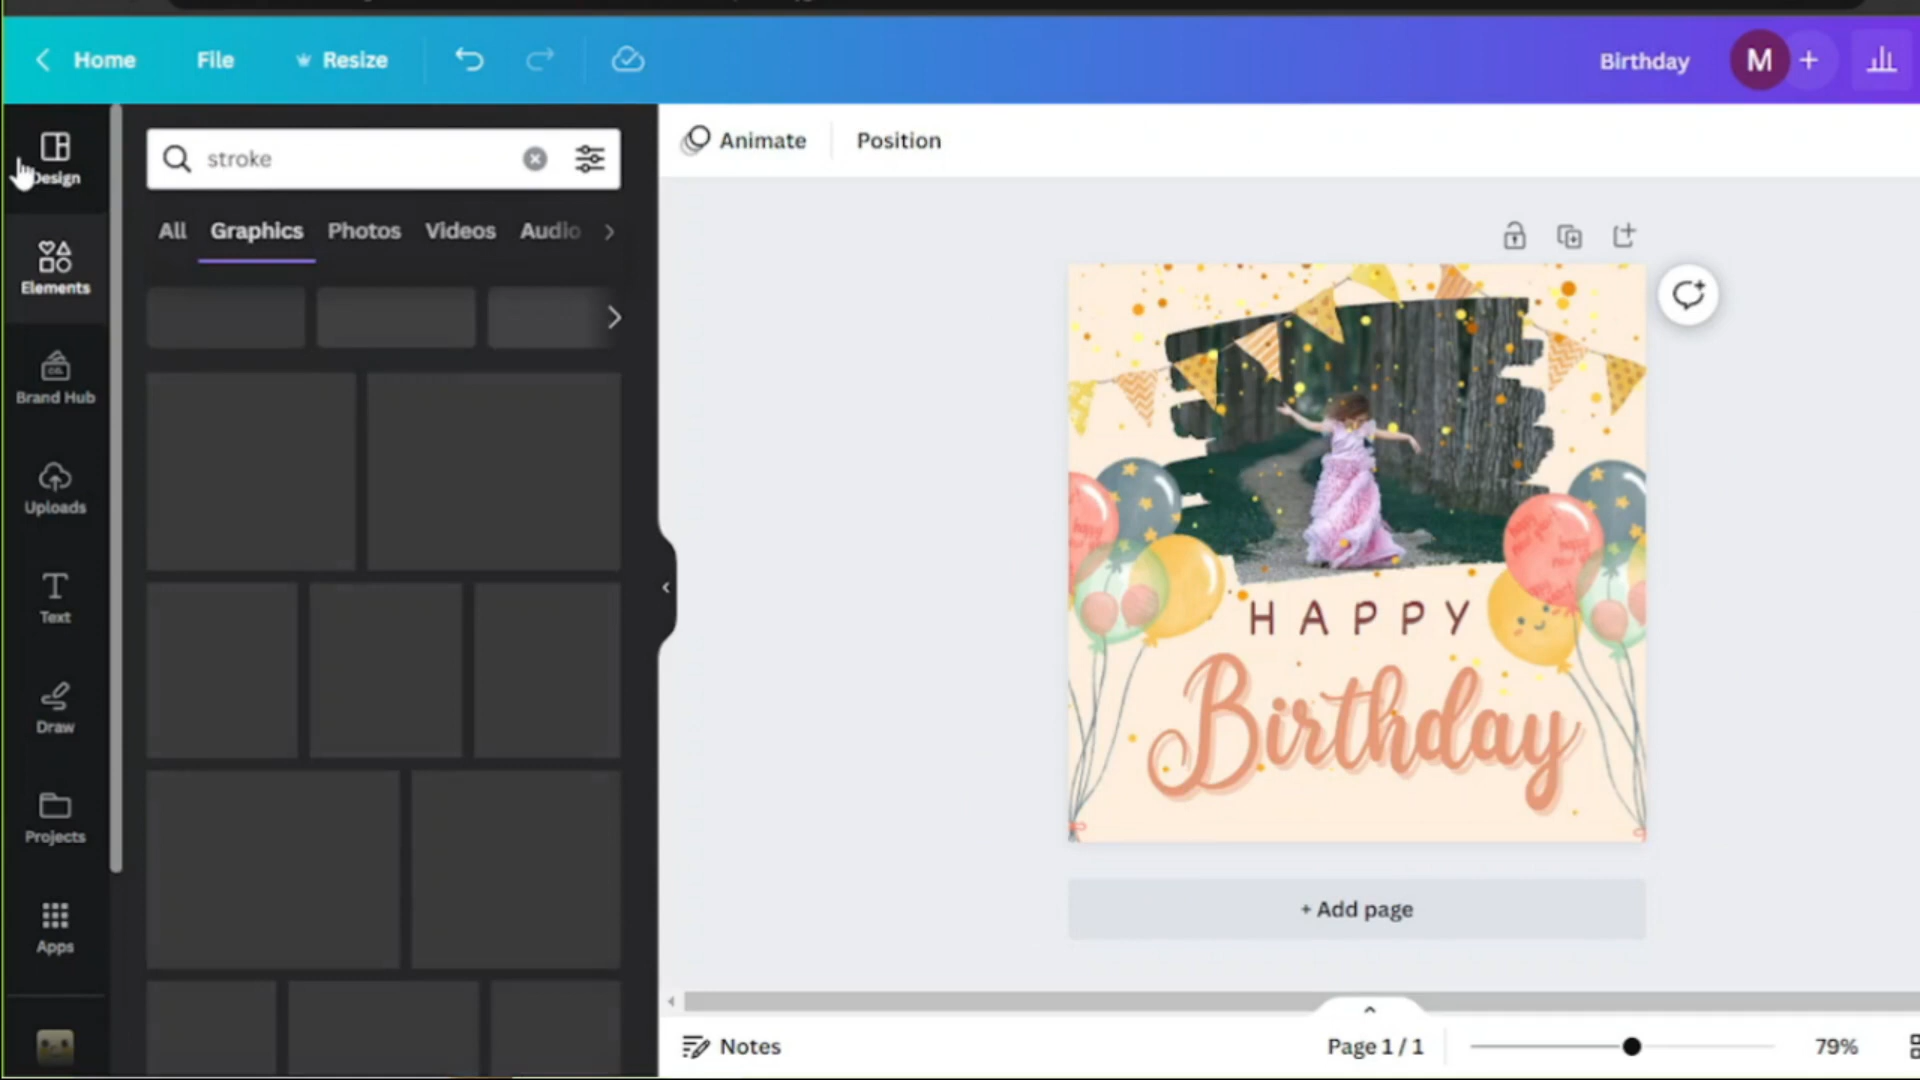 Home
File
Resize
Birthday
M
+
Design
stroke
Animate
Position
All
Graphics
Photos
Videos
Audio
Elements
Brand Hub
Uploads
Text
Draw
Projects
Apps
HAPPY
Birthday
+ Add page
Notes
Page 1 / 1
79%